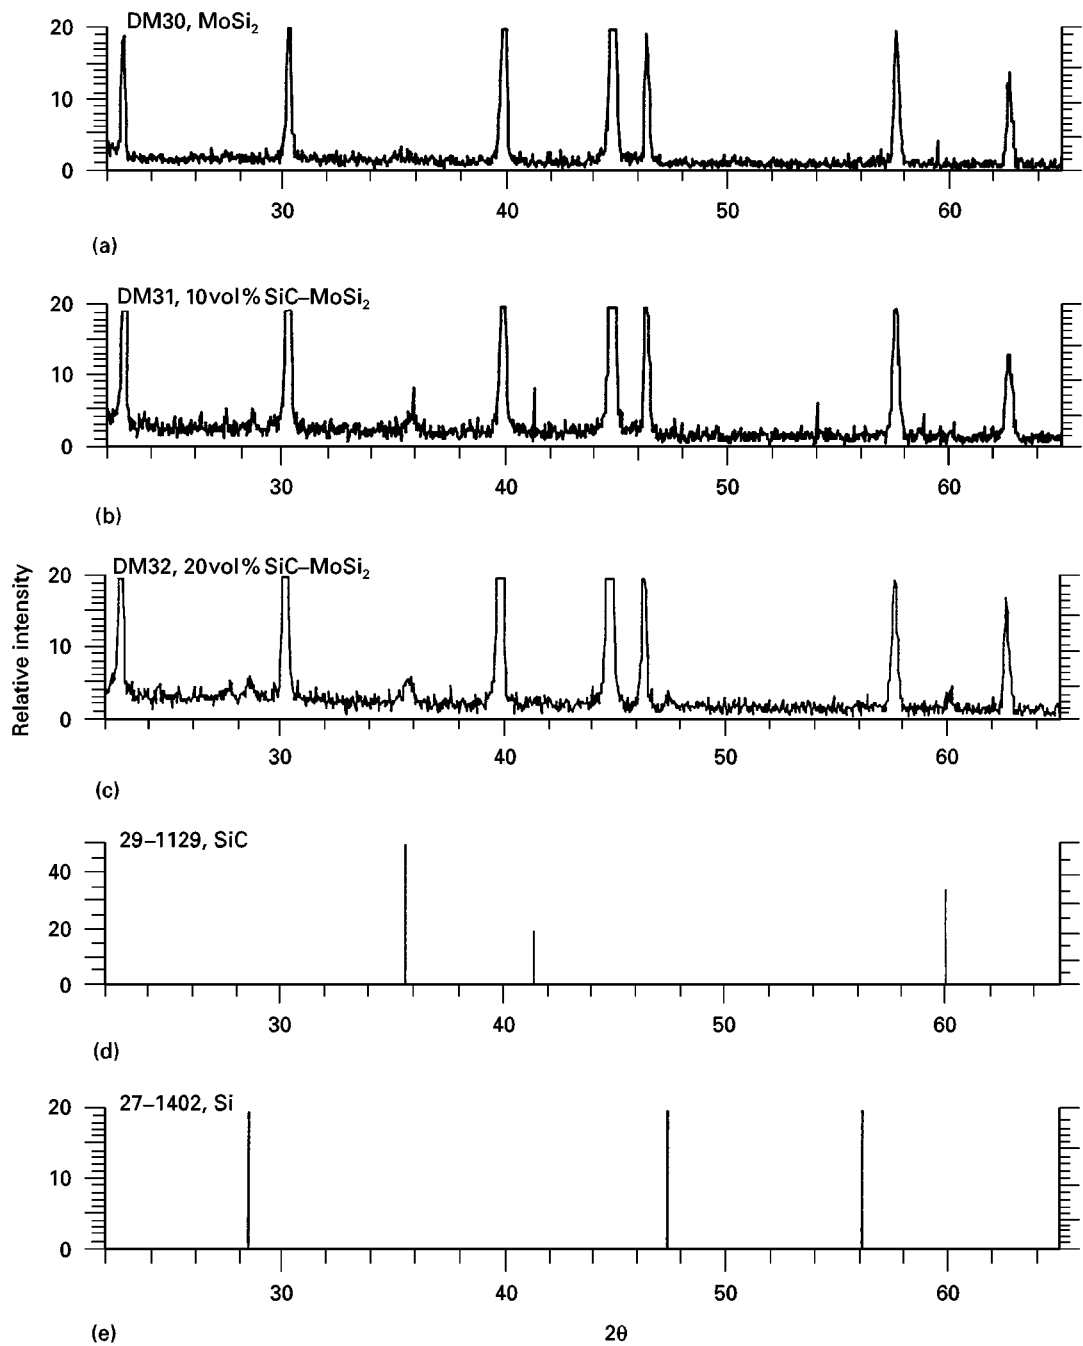 DM30, MoSi₂
20
10
0
30 40 50 60
(a)
DM31, 10vol% SiC–MoSi₂
20
10
0
30 40 50 60
(b)
DM32, 20vol% SiC–MoSi₂
20
10
0
30 40 50 60
(c)
Relative intensity
29–1129, SiC
40
20
0
30 40 50 60
(d)
27–1402, Si
20
10
0
30 40 50 60
(e) 2θ